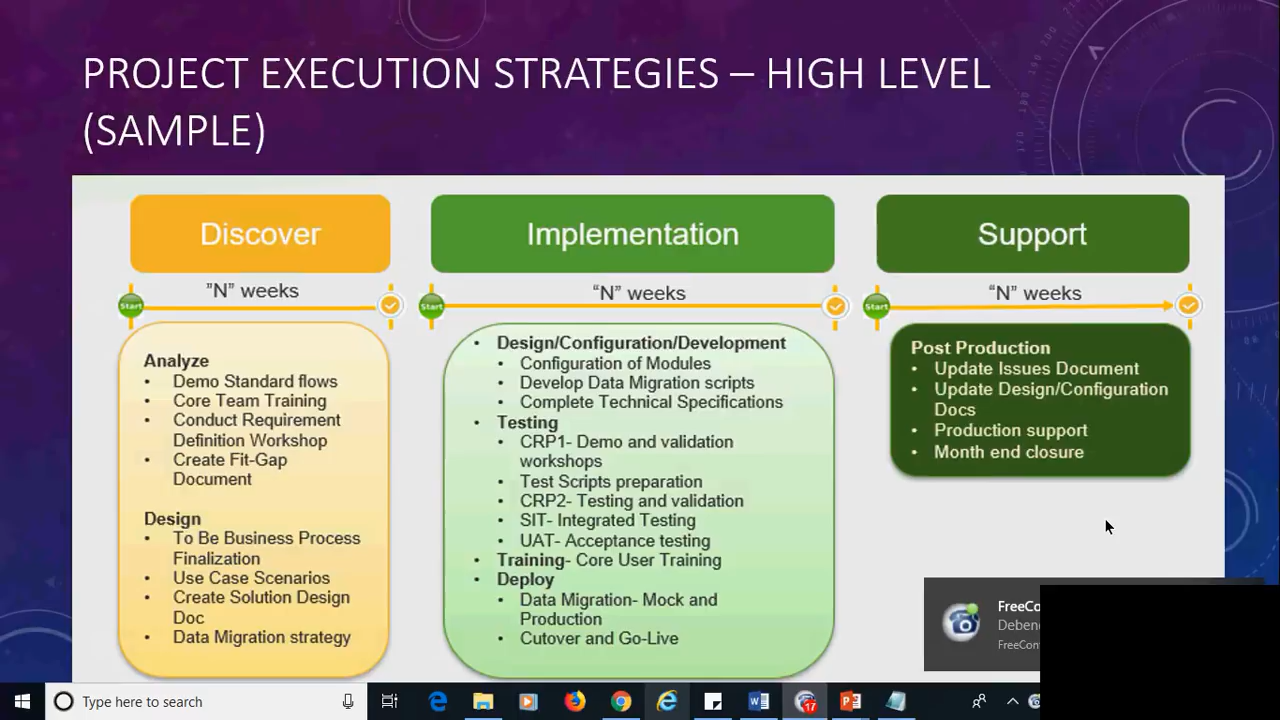 PROJECT EXECUTION STRATEGIES – HIGH LEVEL
(SAMPLE)
Discover
"N" weeks
Start
Analyze
• Demo Standard flows
• Core Team Training
• Conduct Requirement
Definition Workshop
• Create Fit-Gap
Document
Design
• To Be Business Process
Finalization
• Use Case Scenarios
• Create Solution Design
Doc
• Data Migration strategy
Implementation
“N” weeks
Start
• Design/Configuration/Development
• Configuration of Modules
• Develop Data Migration scripts
• Complete Technical Specifications
• Testing
• CRP1- Demo and validation
workshops
• Test Scripts preparation
• CRP2- Testing and validation
• SIT- Integrated Testing
• UAT- Acceptance testing
• Training- Core User Training
• Deploy
• Data Migration- Mock and
Production
• Cutover and Go-Live
Support
“N” weeks
Start
Post Production
• Update Issues Document
• Update Design/Configuration
Docs
• Production support
• Month end closure
Type here to search
17